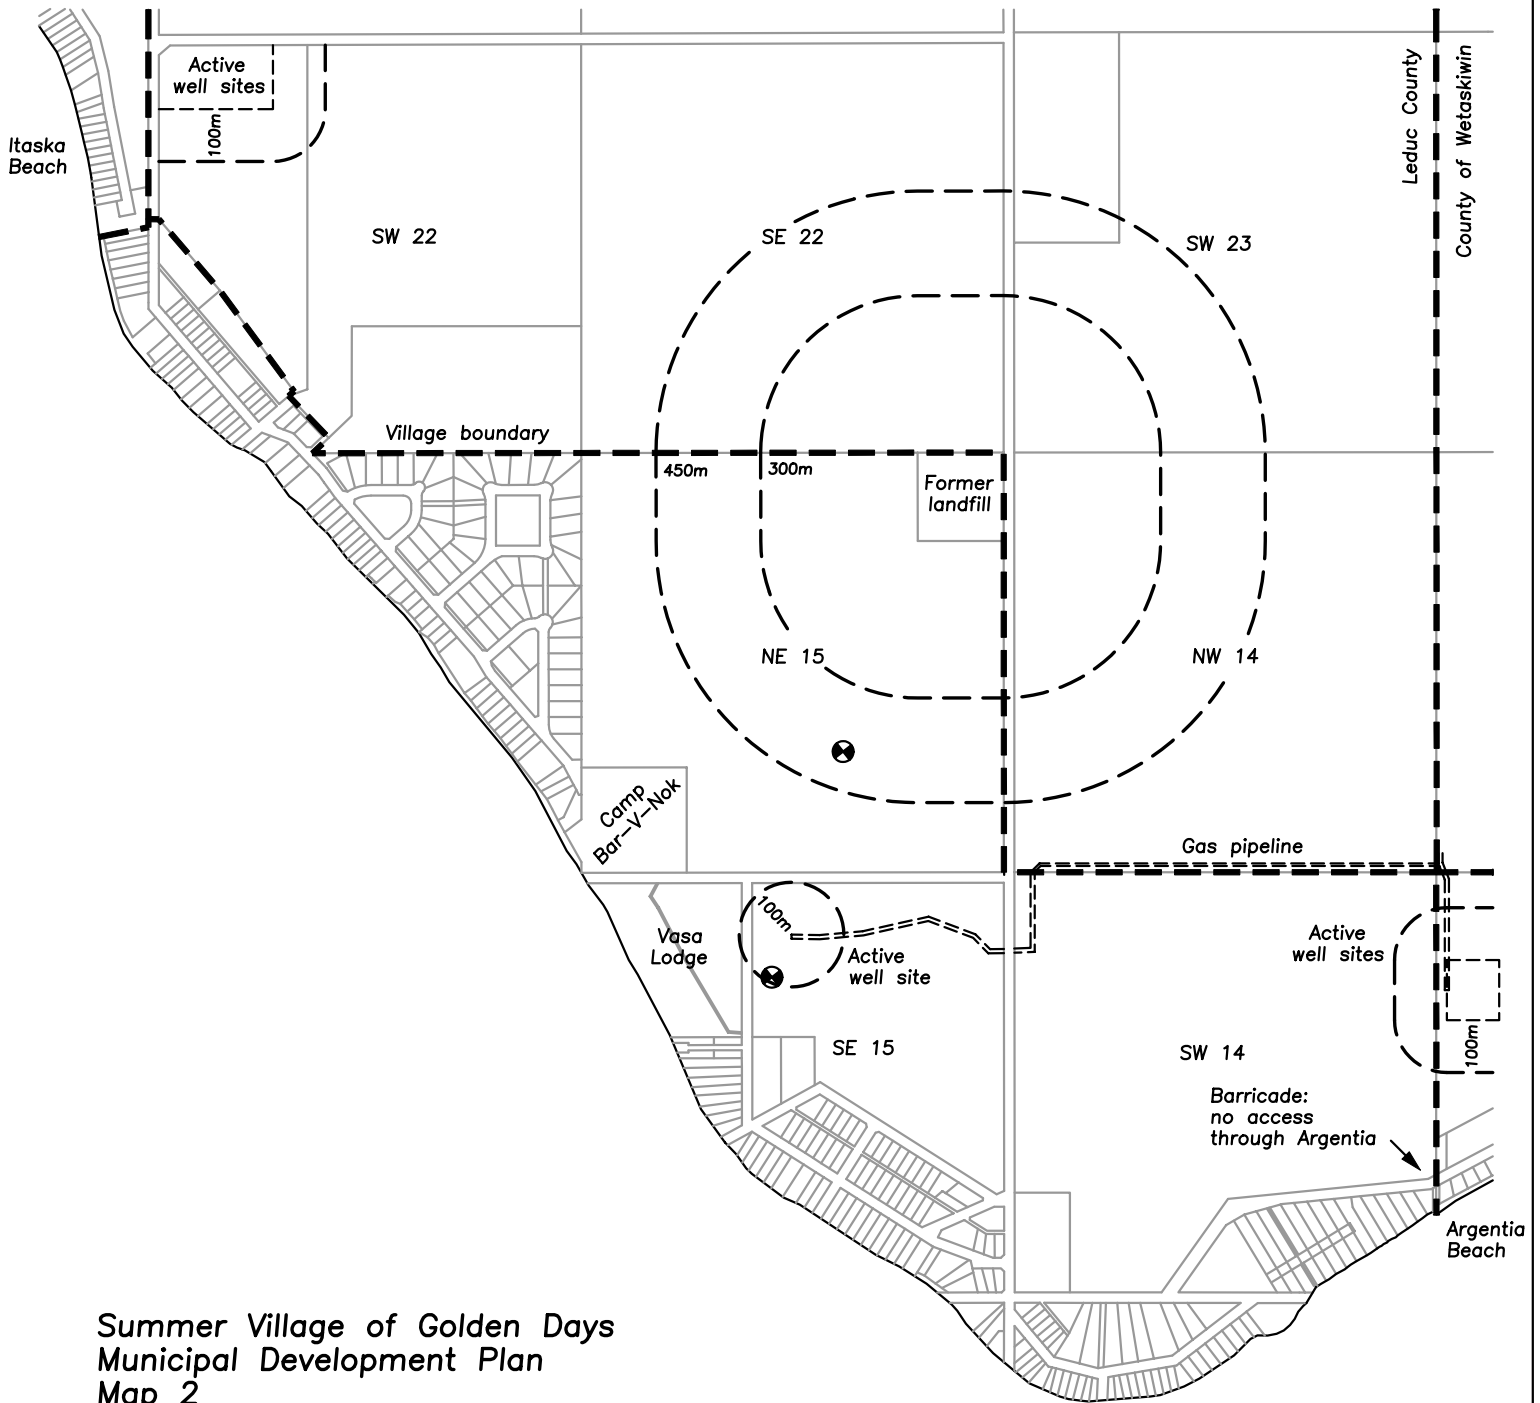 Active
well sites
100m
Itaska
Beach
Leduc County
County of Wetaskiwin
SW 22
SE 22
SW 23
Village boundary
450m
300m
Former
landfill
NE 15
NW 14
Camp
Bar-V-Nok
Gas pipeline
100m
Vasa
Lodge
Active
well site
Active
well sites
100m
SE 15
SW 14
Barricade:
no access
through Argentia
Argentia
Beach
Summer Village of Golden Days
Municipal Development Plan
Map 2